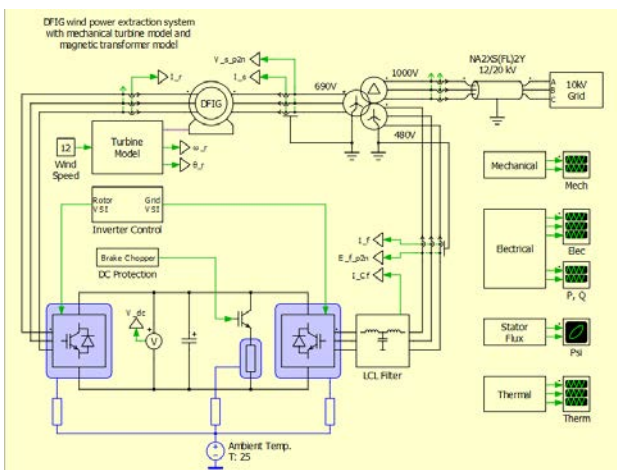 DFIG wind power extraction system
with mechanical turbine model and
magnetic transformer model
V_s_p2n
I_r
I_s
690V
1000V
NA2XS(FL)2Y
12/20 kV
DFIG
A
B
C
10kV
Grid
480V
12
Wind
Speed
Turbine
Model
ω_r
θ_r
Mechanical
Mech
Rotor
VSI
Grid
VSI
Inverter Control
Electrical
Elec
P, Q
I_f
E_f_p2n
I_Cf
Brake Chopper
DC Protection
V_dc
V
LCL Filter
Stator
Flux
Psi
Thermal
Therm
Ambient Temp.
T: 25